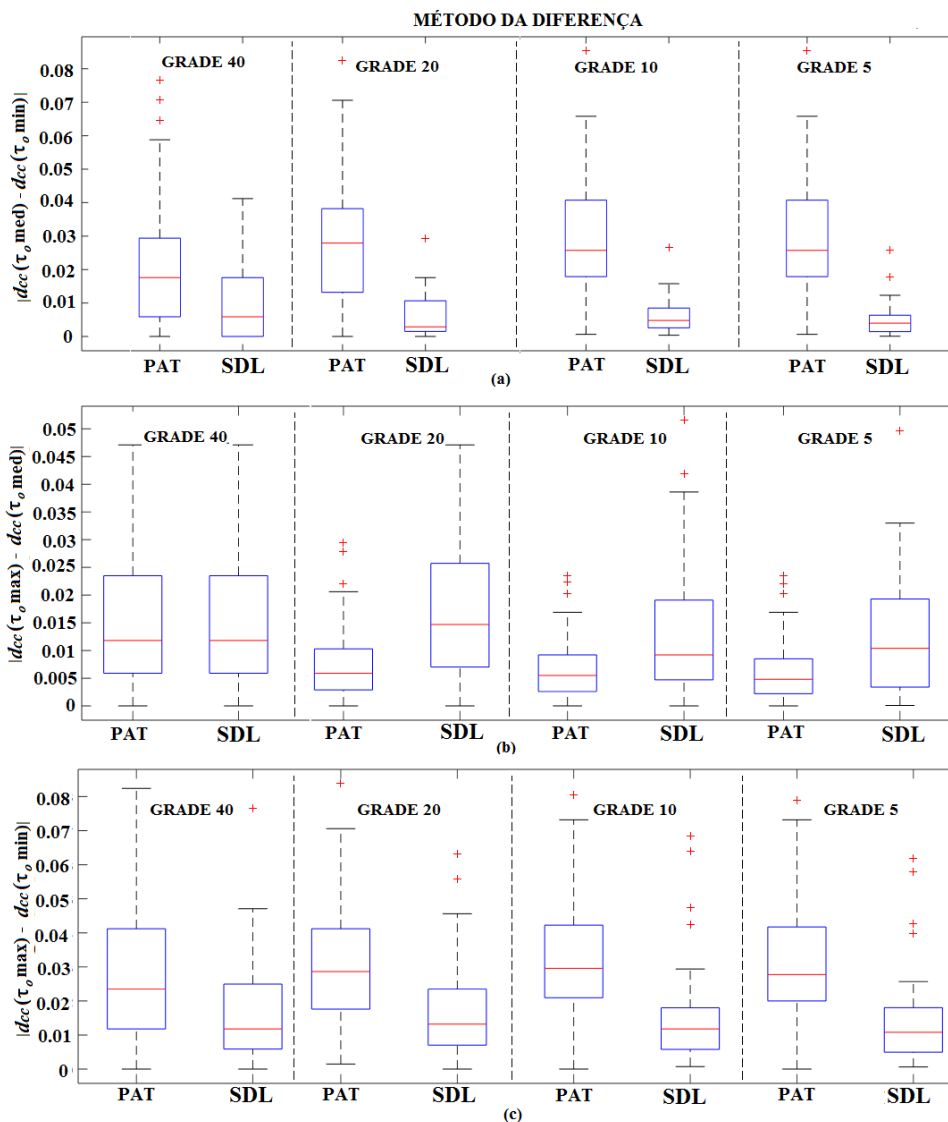 MÉTODO DA DIFERENÇA
|dcc(τo med) - dcc(τo min)|
GRADE 40
GRADE 20
GRADE 10
GRADE 5
0.08
0.07
0.06
0.05
0.04
0.03
0.02
0.01
0
PAT
SDL
PAT
SDL
PAT
SDL
PAT
SDL
(a)
|dcc(τo max) - dcc(τo med)|
GRADE 40
GRADE 20
GRADE 10
GRADE 5
0.05
0.045
0.04
0.035
0.03
0.025
0.02
0.015
0.01
0.005
0
PAT
SDL
PAT
SDL
PAT
SDL
PAT
SDL
(b)
|dcc(τo max) - dcc(τo min)|
GRADE 40
GRADE 20
GRADE 10
GRADE 5
0.08
0.07
0.06
0.05
0.04
0.03
0.02
0.01
0
PAT
SDL
PAT
SDL
PAT
SDL
PAT
SDL
(c)